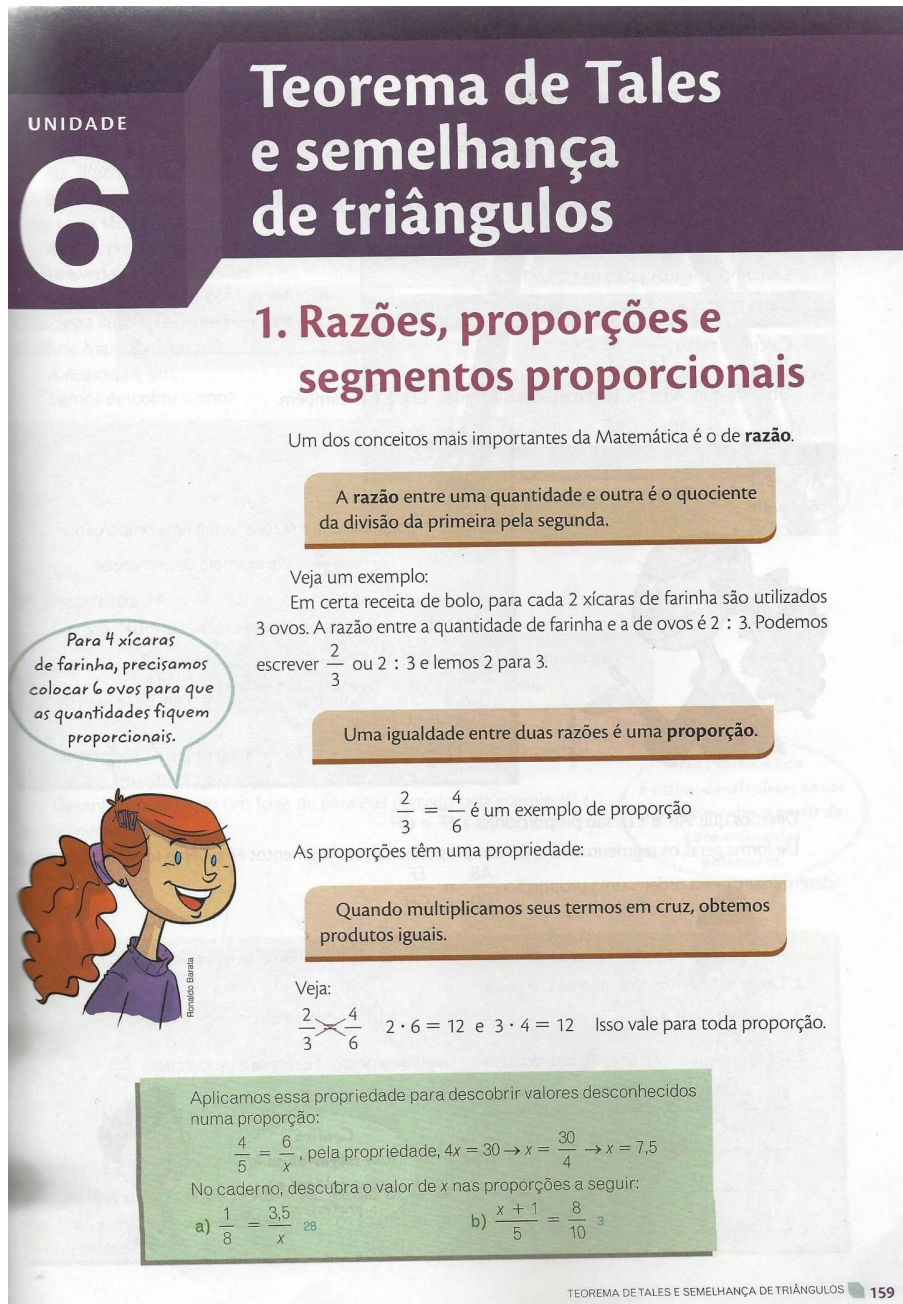 UNIDADE
6
Teorema de Tales
e semelhança
de triângulos
1. Razões, proporções e
segmentos proporcionais
Um dos conceitos mais importantes da Matemática é o de razão.
A razão entre uma quantidade e outra é o quociente
da divisão da primeira pela segunda.
Veja um exemplo:
Em certa receita de bolo, para cada 2 xícaras de farinha são utilizados
3 ovos. A razão entre a quantidade de farinha e a de ovos é 2 : 3. Podemos
escrever 2/3 ou 2 : 3 e lemos 2 para 3.
Para 4 xícaras
de farinha, precisamos
colocar 6 ovos para que
as quantidades fiquem
proporcionais.
Uma igualdade entre duas razões é uma proporção.
2/3 = 4/6 é um exemplo de proporção
As proporções têm uma propriedade:
Quando multiplicamos seus termos em cruz, obtemos
produtos iguais.
Ronaldo Barata
Veja:
2/3 = 4/6 2 · 6 = 12 e 3 · 4 = 12 Isso vale para toda proporção.
Aplicamos essa propriedade para descobrir valores desconhecidos
numa proporção:
4/5 = 6/x, pela propriedade, 4x = 30 → x = 30/4 → x = 7,5
No caderno, descubra o valor de x nas proporções a seguir:
a) 1/8 = 3,5/x 28 b) x + 1/5 = 8/10 3
TEOREMA DE TALES E SEMELHANÇA DE TRIÂNGULOS 159